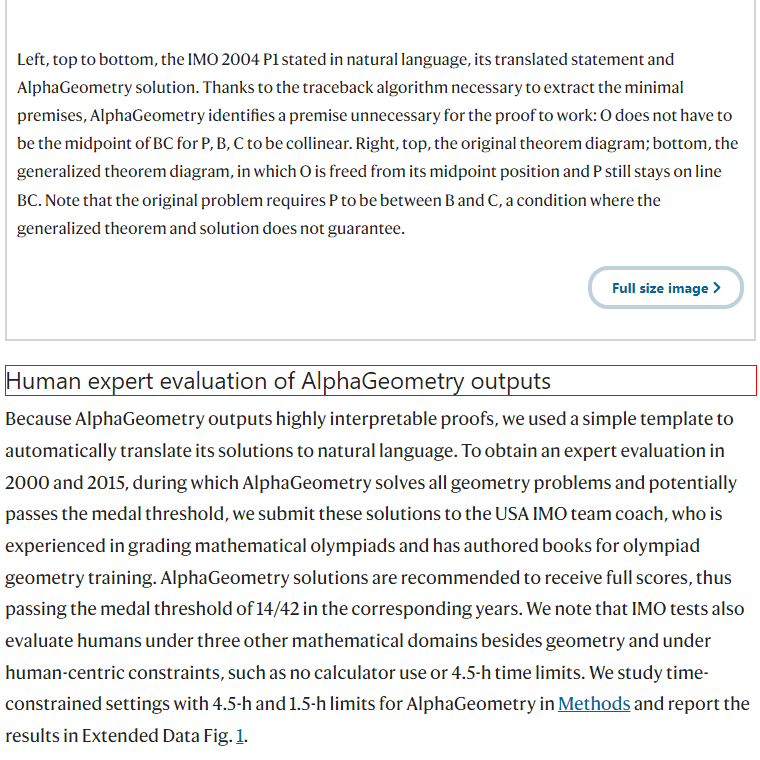 Left, top to bottom, the IMO 2004 P1 stated in natural language, its translated statement and
AlphaGeometry solution. Thanks to the traceback algorithm necessary to extract the minimal
premises, AlphaGeometry identifies a premise unnecessary for the proof to work: O does not have to
be the midpoint of BC for P, B, C to be collinear. Right, top, the original theorem diagram; bottom, the
generalized theorem diagram, in which O is freed from its midpoint position and P still stays on line
BC. Note that the original problem requires P to be between B and C, a condition where the
generalized theorem and solution does not guarantee.
Full size image >
Human expert evaluation of AlphaGeometry outputs
Because AlphaGeometry outputs highly interpretable proofs, we used a simple template to
automatically translate its solutions to natural language. To obtain an expert evaluation in
2000 and 2015, during which AlphaGeometry solves all geometry problems and potentially
passes the medal threshold, we submit these solutions to the USA IMO team coach, who is
experienced in grading mathematical olympiads and has authored books for olympiad
geometry training. AlphaGeometry solutions are recommended to receive full scores, thus
passing the medal threshold of 14/42 in the corresponding years. We note that IMO tests also
evaluate humans under three other mathematical domains besides geometry and under
human-centric constraints, such as no calculator use or 4.5-h time limits. We study time-
constrained settings with 4.5-h and 1.5-h limits for AlphaGeometry in Methods and report the
results in Extended Data Fig. 1.